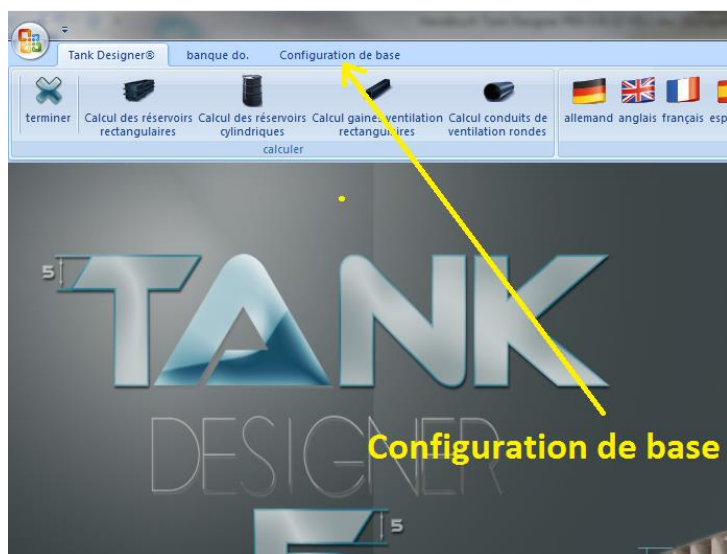 Tank Designer® banque do. Configuration de base
terminer
Calcul des réservoirs
rectangulaires
Calcul des réservoirs
cylindriques
Calcul gaines ventilation
rectangulaires
Calcul conduits de
ventilation rondes
allemand anglais français esp
calculer
5
TANK
DESIGNER
Configuration de base
5